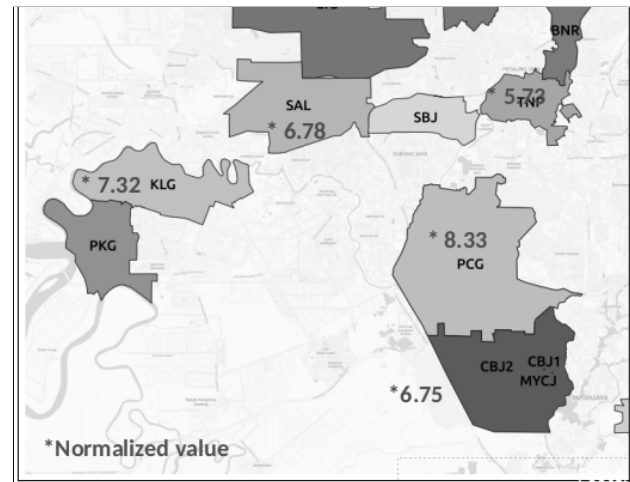 BNR
SAL
* 6.78
SBJ
* 5.73
TNP
* 7.32 KLG
PKG
* 8.33
PCG
CBJ2
CBJ1
MYCJ
*6.75
*Normalized value